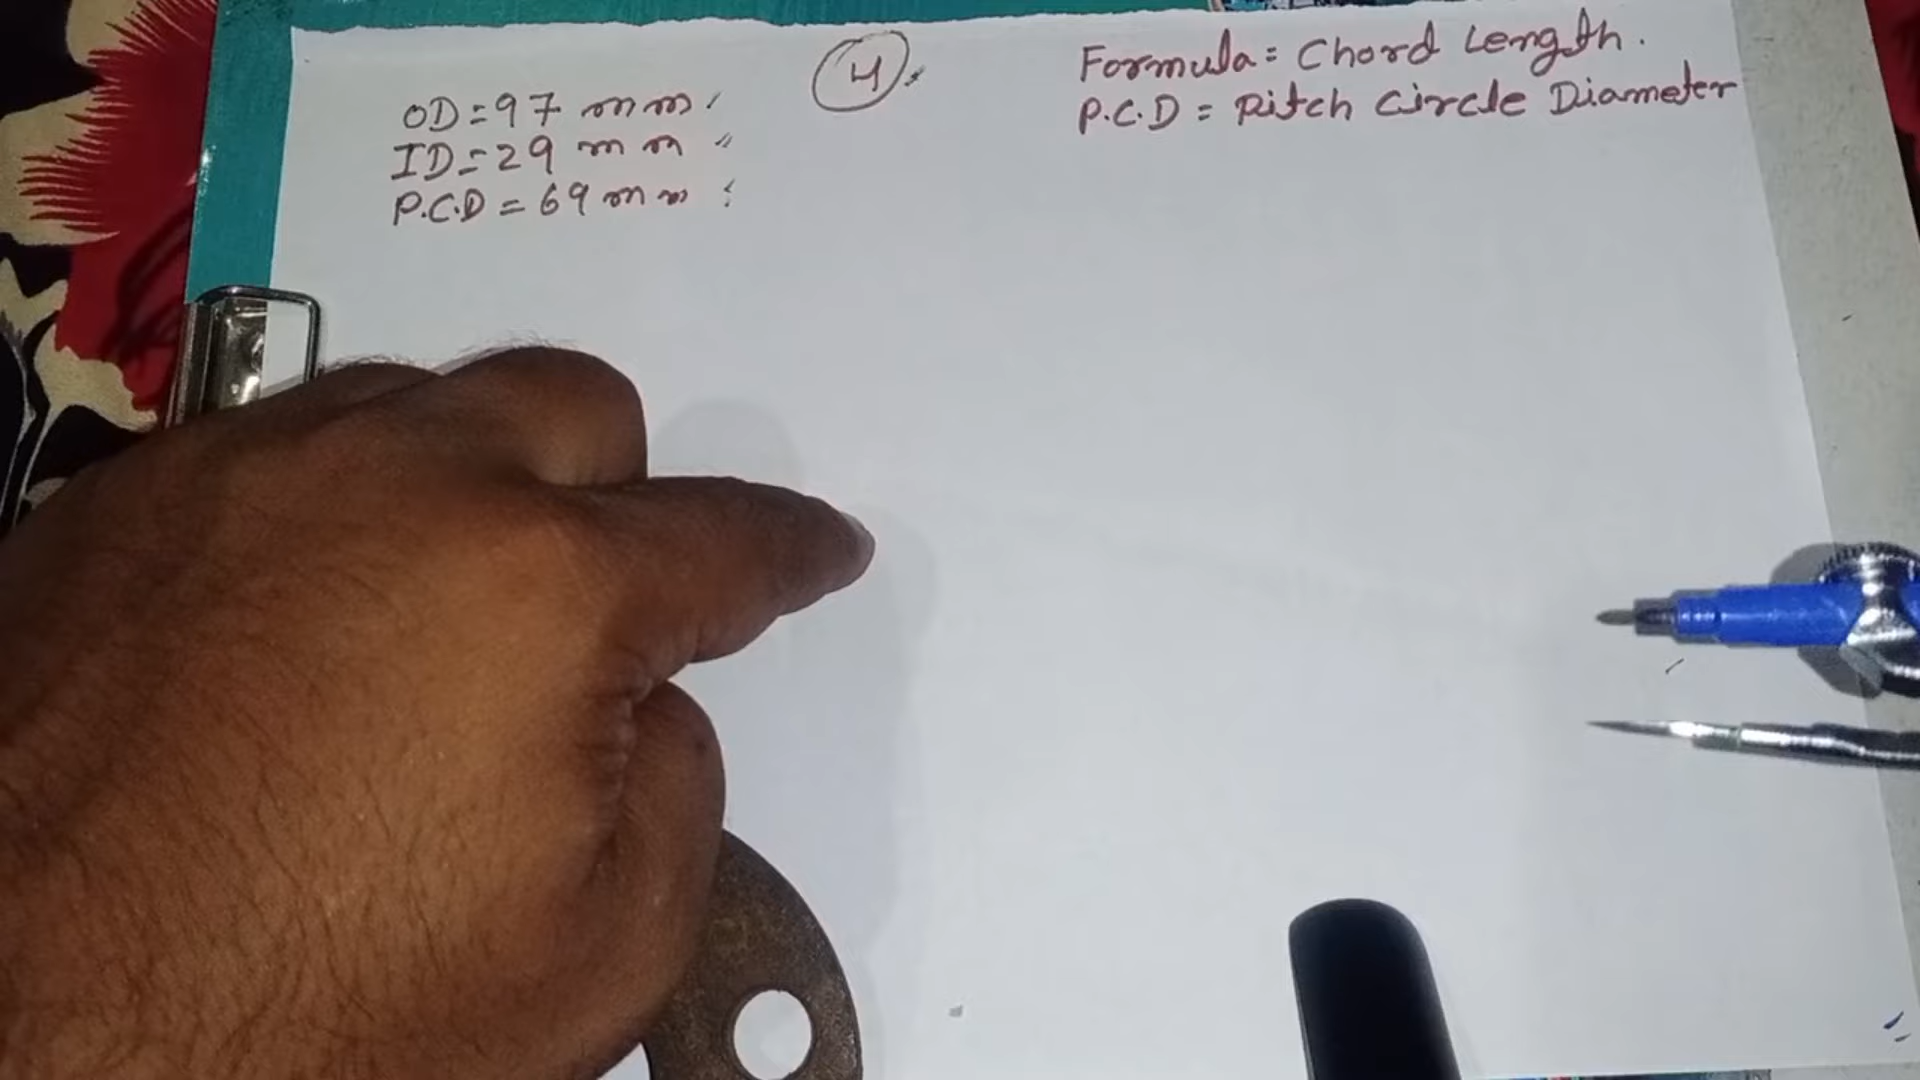 4
OD = 97 mm
ID = 29 mm
P.C.D = 69 mm
Formula = Chord Length.
P.C.D = Pitch Circle Diameter